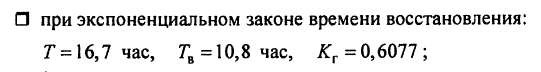 ❒ при экспоненциальном законе времени восстановления:
T = 16,7 час, Tв = 10,8 час, Kг = 0,6077 ;